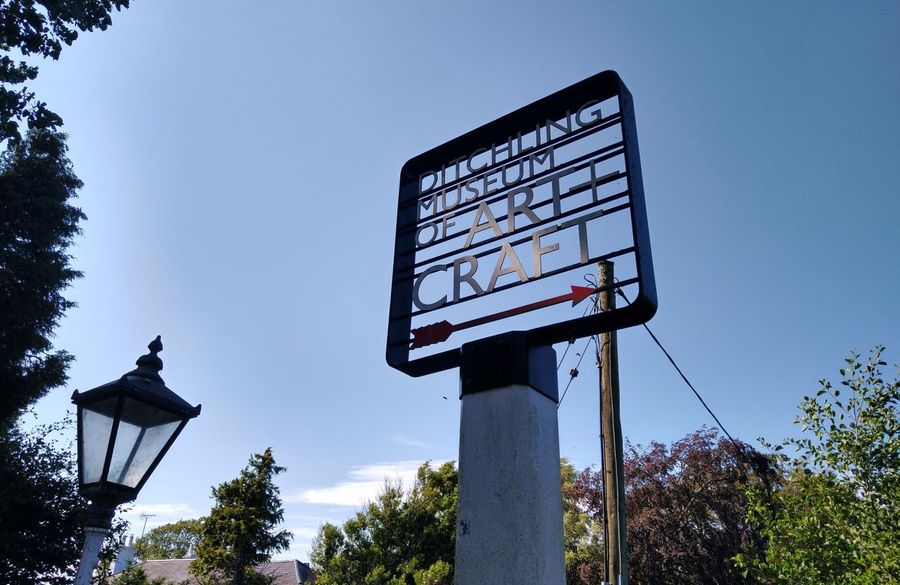 DITCHLING
MUSEUM
OF ART+
CRAFT